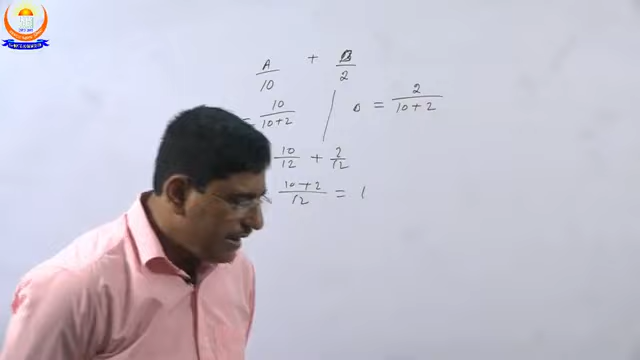 A/10 + B/2
= 10/(10+2) | B = 2/(10+2)
10/12 + 2/12
(10+2)/12 = 1